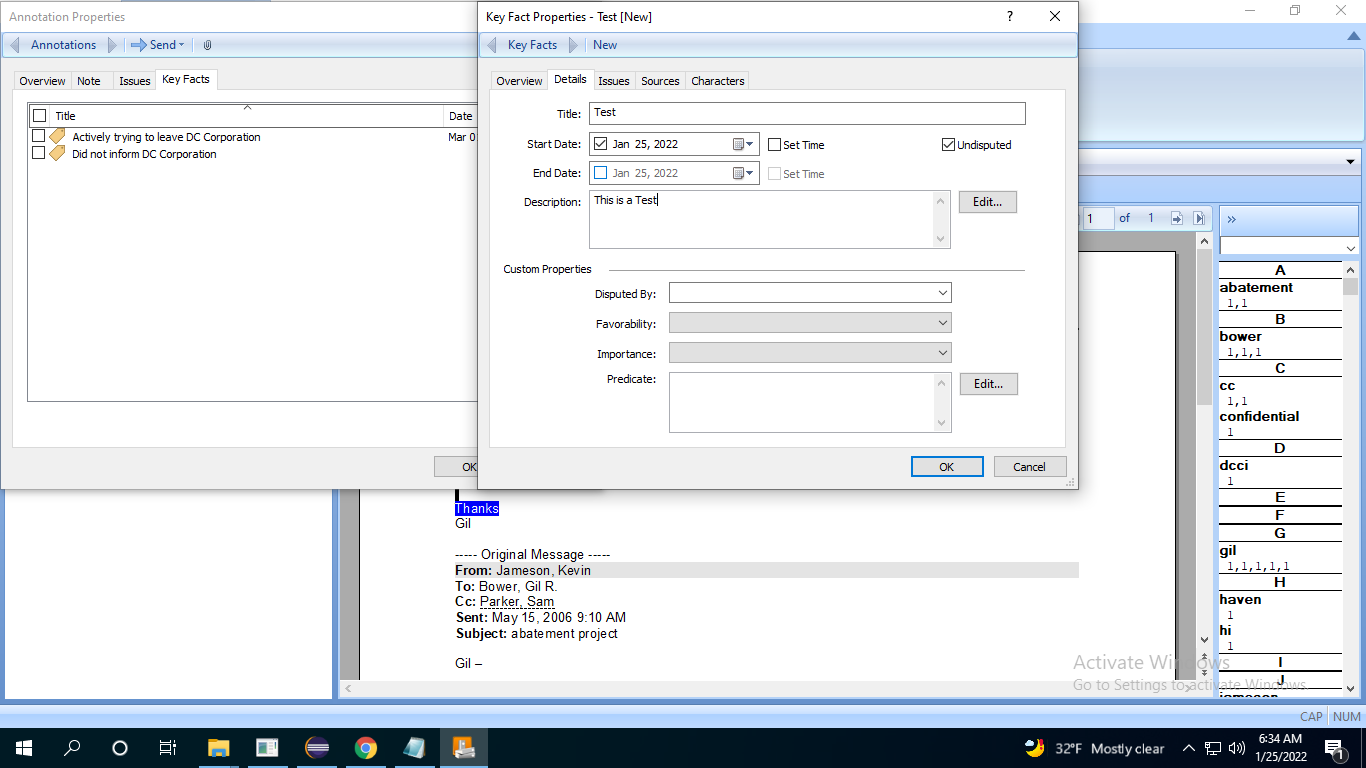 Annotation Properties
Annotations
Send
Overview Note Issues Key Facts
Title Date
Actively trying to leave DC Corporation Mar 0
Did not inform DC Corporation
OK
Key Fact Properties - Test [New] ?
Key Facts New
Overview Details Issues Sources Characters
Title: Test
Start Date: Jan 25, 2022 Set Time Undisputed
End Date: Jan 25, 2022 Set Time
Description: This is a Test Edit...
Custom Properties
Disputed By:
Favorability:
Importance:
Predicate: Edit...
OK Cancel
1 of 1
Thanks
Gil
----- Original Message -----
From: Jameson, Kevin
To: Bower, Gil R.
Cc: Parker, Sam
Sent: May 15, 2006 9:10 AM
Subject: abatement project
Gil –
»
A
abatement
1,1
B
bower
1,1,1
C
cc
1,1
confidential
1
D
dcci
1
E
F
G
gil
1,1,1,1,1
H
haven
1
hi
1
I
J
jameson
Activate Windows
Go to Settings to activate Windows.
CAP NUM
32°F Mostly clear
6:34 AM
1/25/2022
1